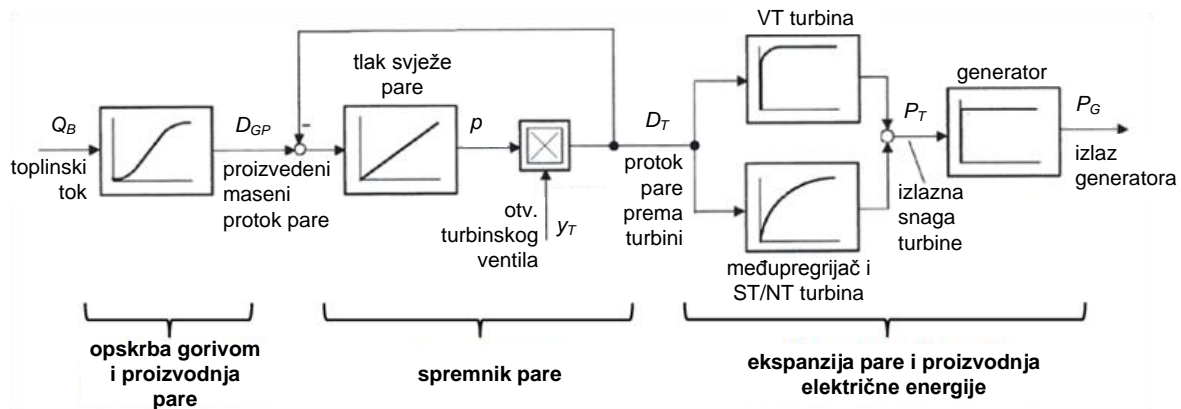 VT turbina
tlak svježe
pare
generator
Q_B
D_GP
-
p
D_T
P_T
P_G
toplinski
tok
proizvedeni
maseni
protok pare
otv.
turbinskog
ventila
y_T
protok
pare
prema
turbini
izlazna
snaga
turbine
izlaz
generatora
međupregrijač i
ST/NT turbina
opskrba gorivom
i proizvodnja
pare
spremnik pare
ekspanzija pare i proizvodnja
električne energije